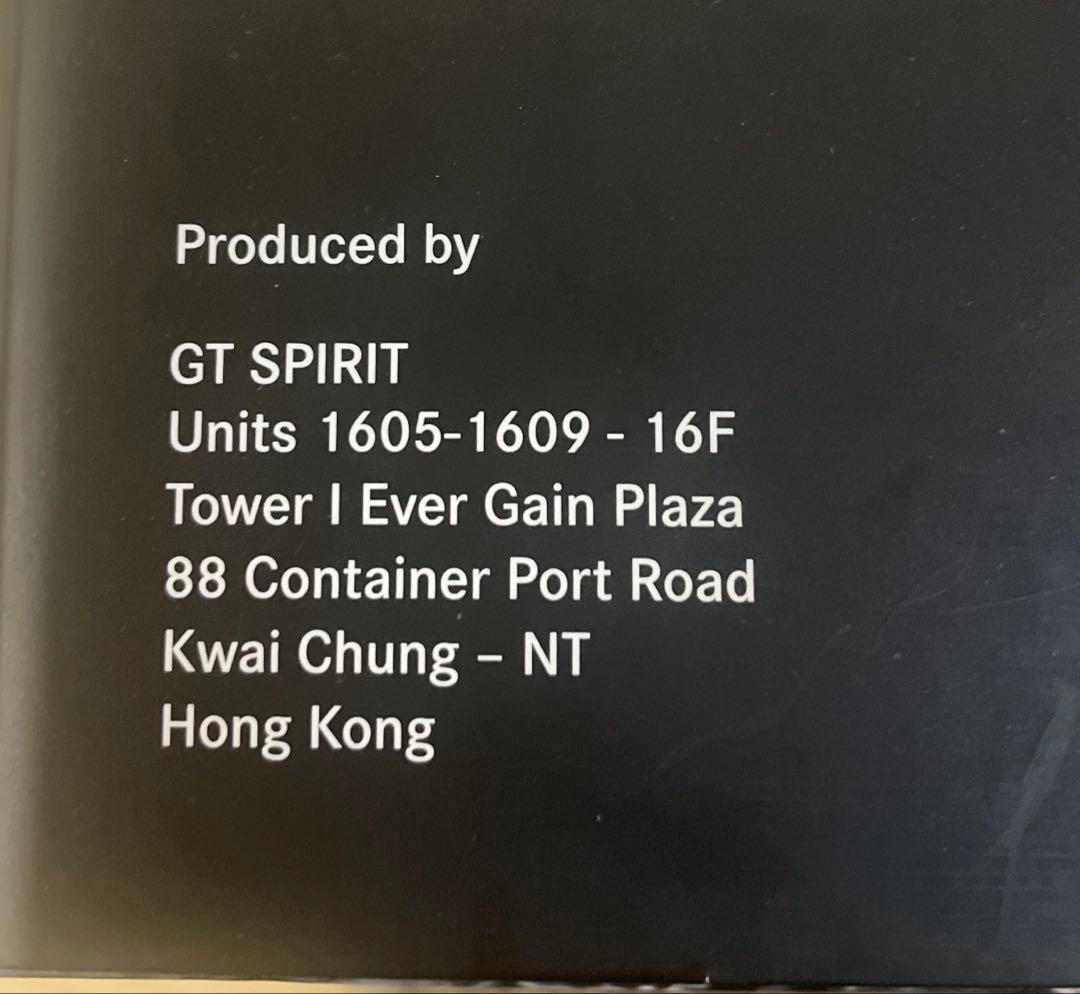 Produced by
GT SPIRIT
Units 1605-1609 - 16F
Tower I Ever Gain Plaza
88 Container Port Road
Kwai Chung – NT
Hong Kong